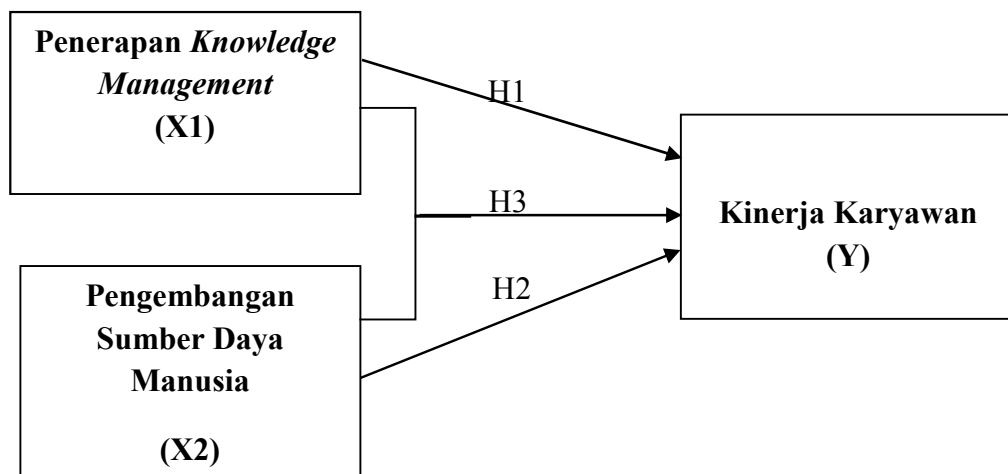 Penerapan Knowledge
Management
(X1)
H1
H3
Kinerja Karyawan
(Y)
H2
Pengembangan
Sumber Daya
Manusia
(X2)